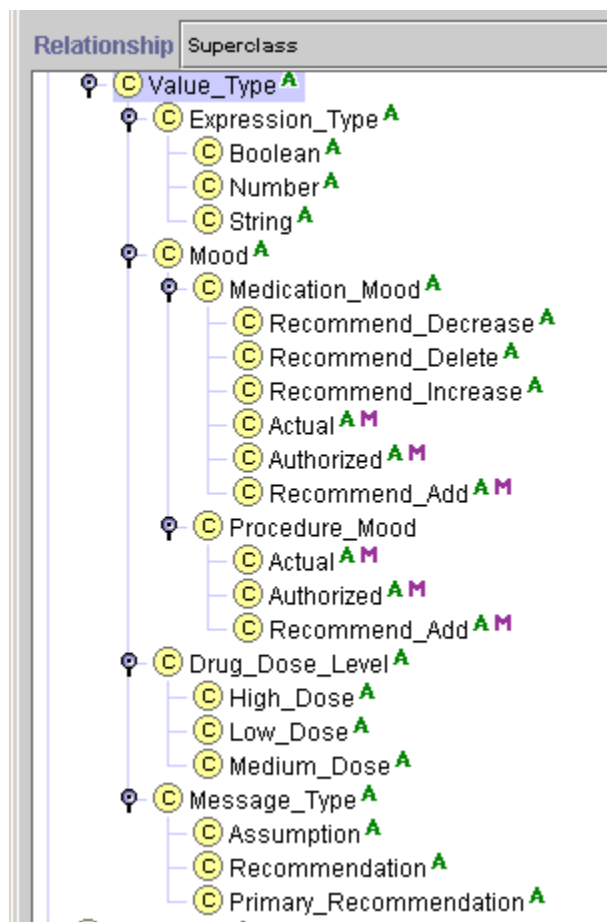 Relationship Superclass
C Value_Type A
C Expression_Type A
C Boolean A
C Number A
C String A
C Mood A
C Medication_Mood A
C Recommend_Decrease A
C Recommend_Delete A
C Recommend_Increase A
C Actual A M
C Authorized A M
C Recommend_Add A M
C Procedure_Mood
C Actual A M
C Authorized A M
C Recommend_Add A M
C Drug_Dose_Level A
C High_Dose A
C Low_Dose A
C Medium_Dose A
C Message_Type A
C Assumption A
C Recommendation A
C Primary_Recommendation A